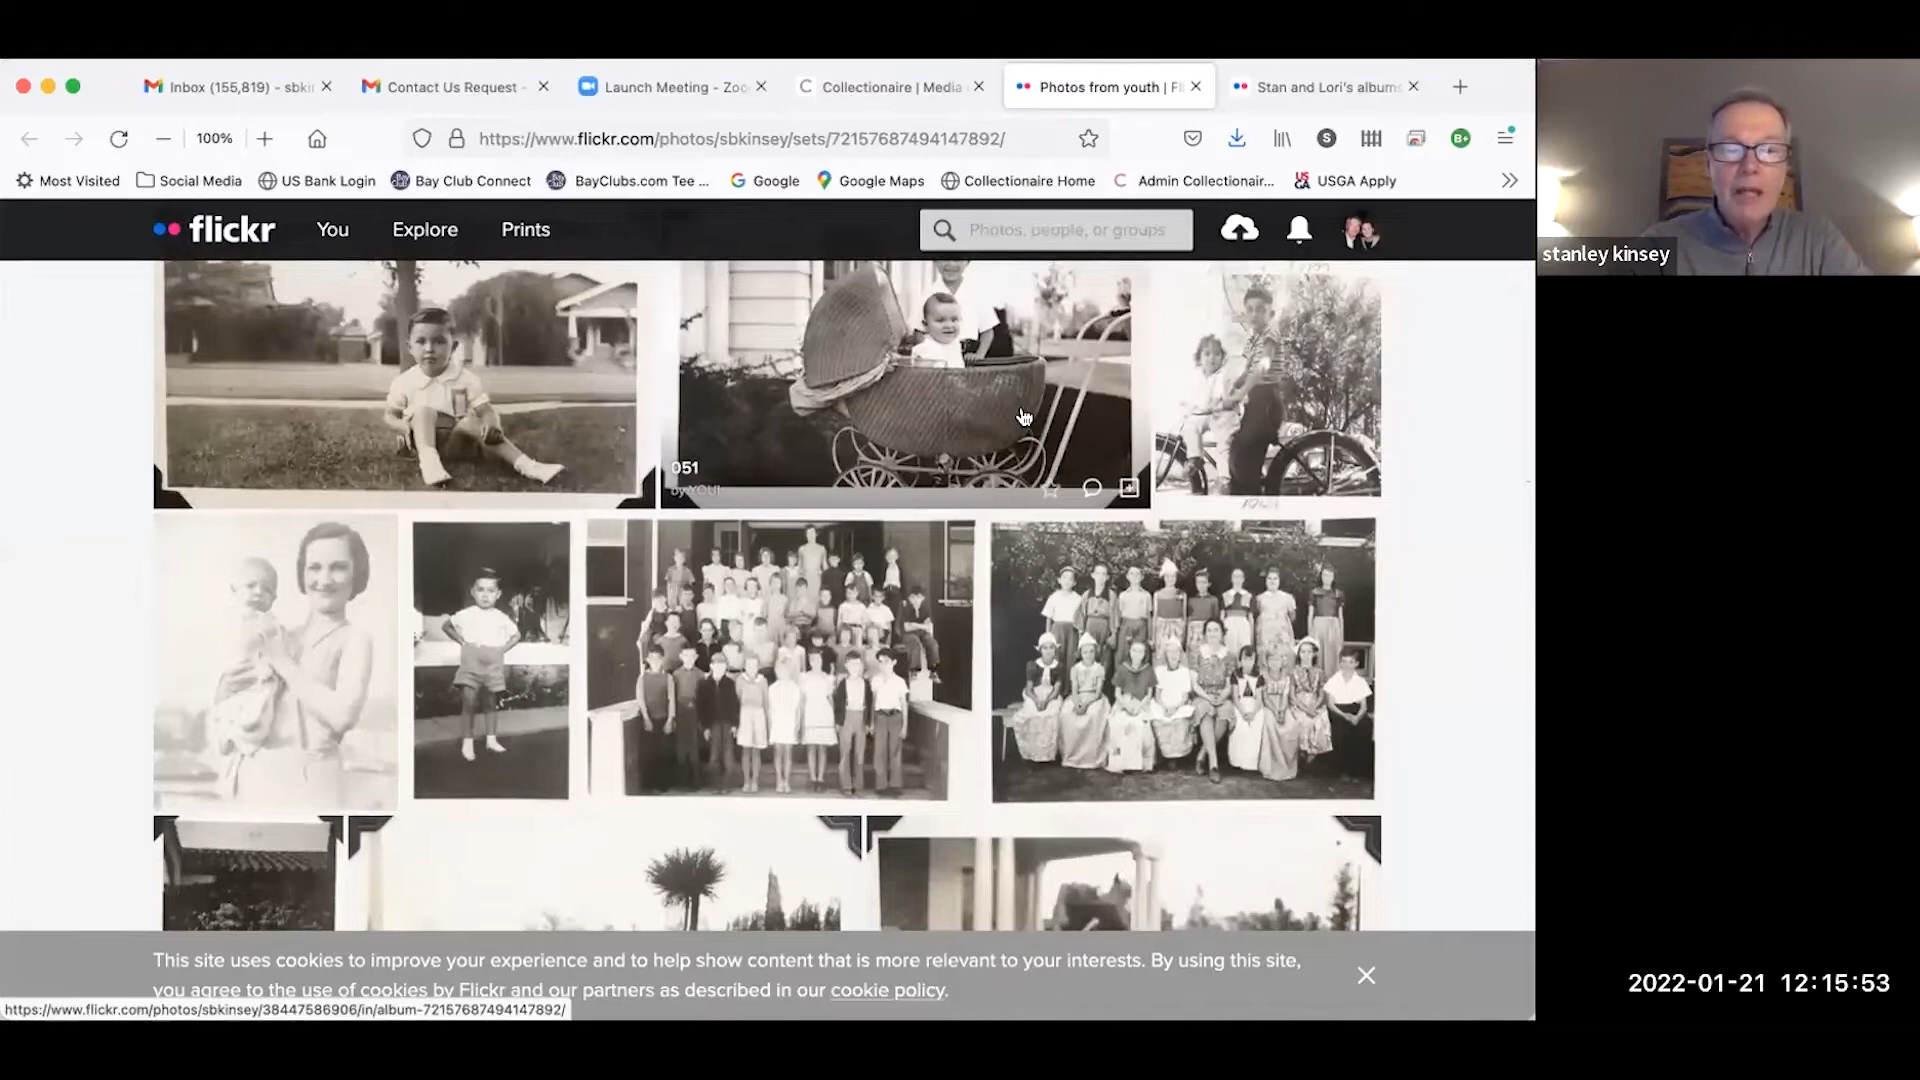 Inbox (155,819) - sbki
Contact Us Request -
Launch Meeting - Zoo
Collectionaire | Media
Photos from youth | Fl
Stan and Lori's albums
100%
https://www.flickr.com/photos/sbkinsey/sets/72157687494147892/
S
B+
Most Visited
Social Media
US Bank Login
Bay Club Connect
BayClubs.com Tee ...
Google
Google Maps
Collectionaire Home
Admin Collectionair...
USGA Apply
flickr
You
Explore
Prints
Photos, people, or groups
stanley kinsey
051
by YOU!
This site uses cookies to improve your experience and to help show content that is more relevant to your interests. By using this site,
you agree to the use of cookies by Flickr and our partners as described in our cookie policy.
https://www.flickr.com/photos/sbkinsey/38447586906/in/album-72157687494147892/
2022-01-21 12:15:53